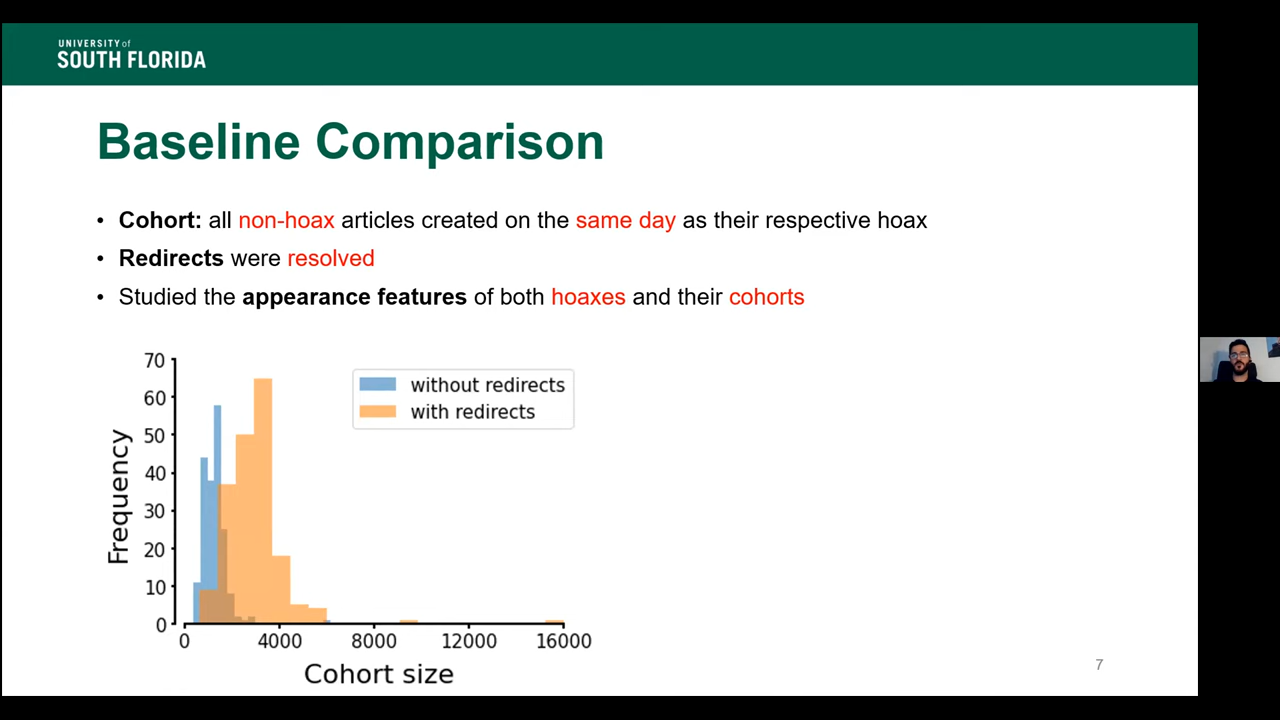 UNIVERSITY of
SOUTH FLORIDA
Baseline Comparison
• Cohort: all non-hoax articles created on the same day as their respective hoax
• Redirects were resolved
• Studied the appearance features of both hoaxes and their cohorts
70
60
50
40
30
20
10
0
Frequency
without redirects
with redirects
0 4000 8000 12000 16000
Cohort size
7